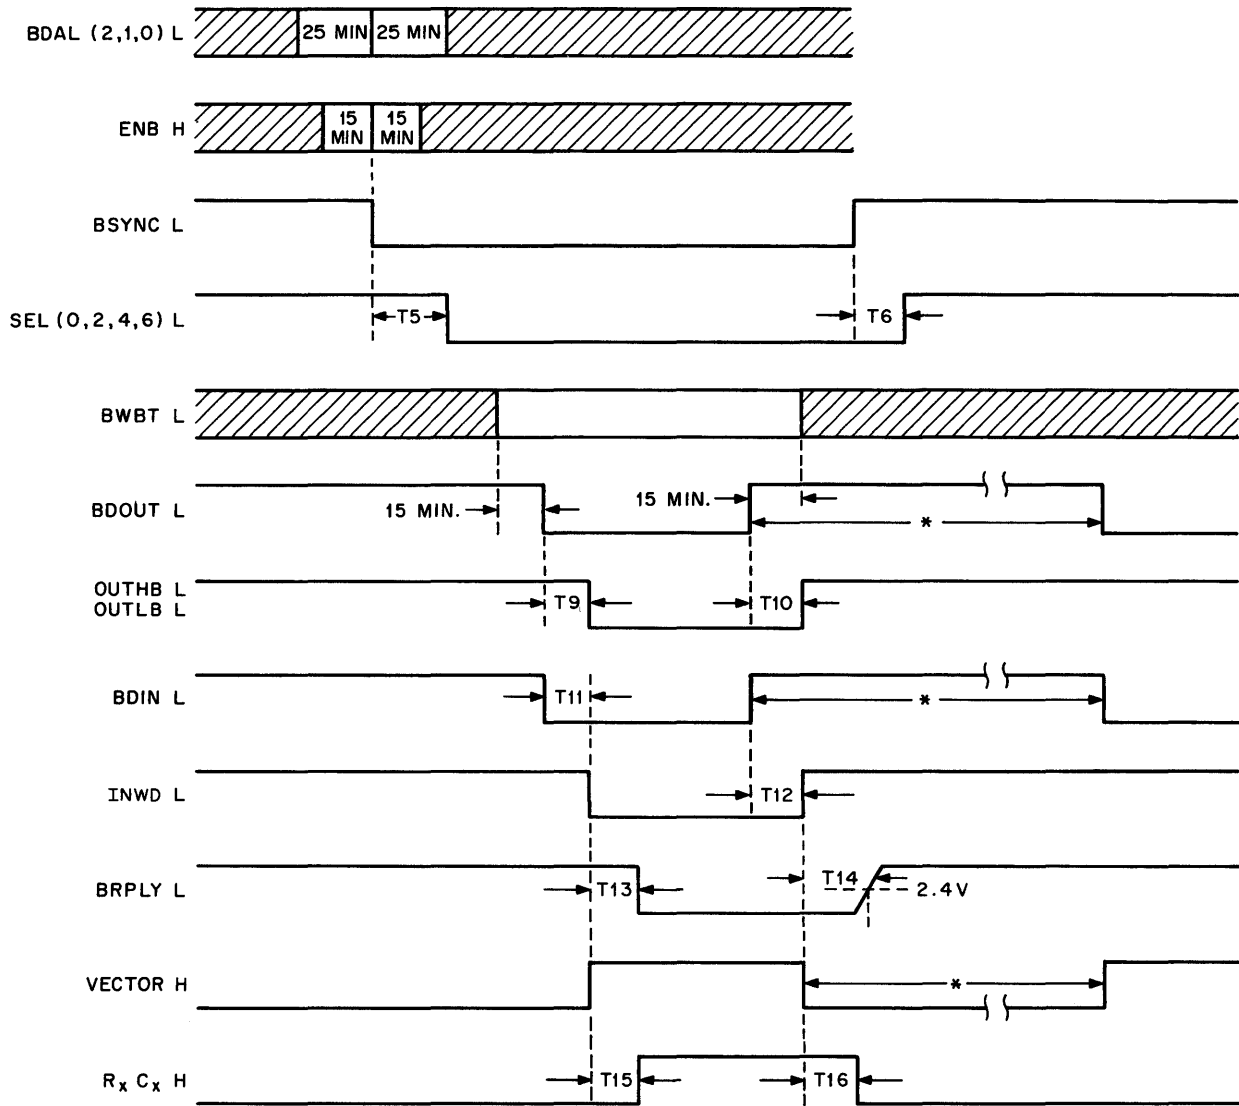 BDAL (2,1,0) L
25 MIN 25 MIN
ENB H
15 MIN 15 MIN
BSYNC L
SEL (0,2,4,6) L
T5
T6
BWBT L
BDOUT L
15 MIN.
15 MIN.
*
OUTHB L
OUTLB L
T9
T10
BDIN L
T11
*
INWD L
T12
BRPLY L
T13
T14
2.4V
VECTOR H
*
Rx Cx H
T15
T16